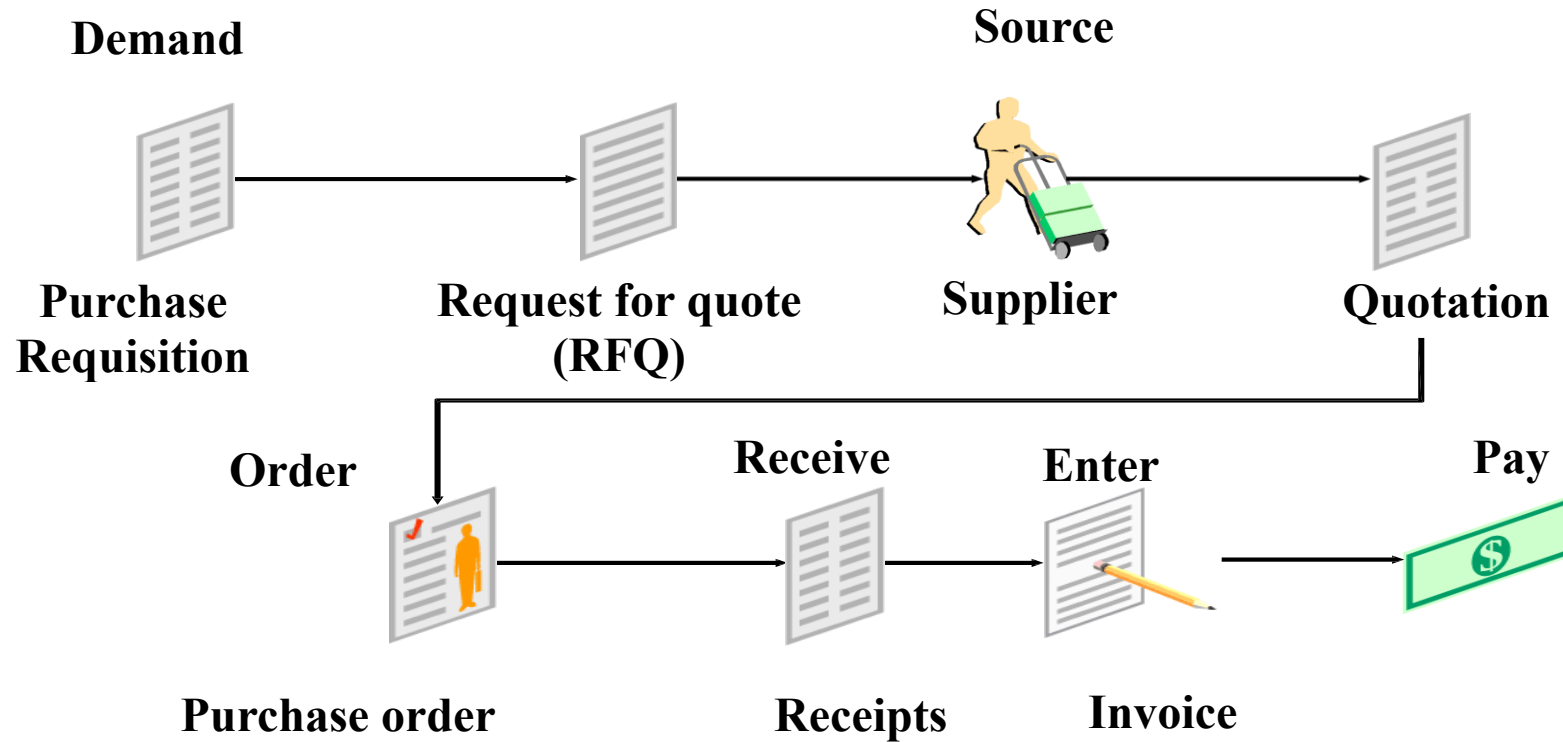 Demand
Source
Purchase
Requisition
Request for quote
(RFQ)
Supplier
Quotation
Order
Receive
Enter
Pay
$
Purchase order
Receipts
Invoice